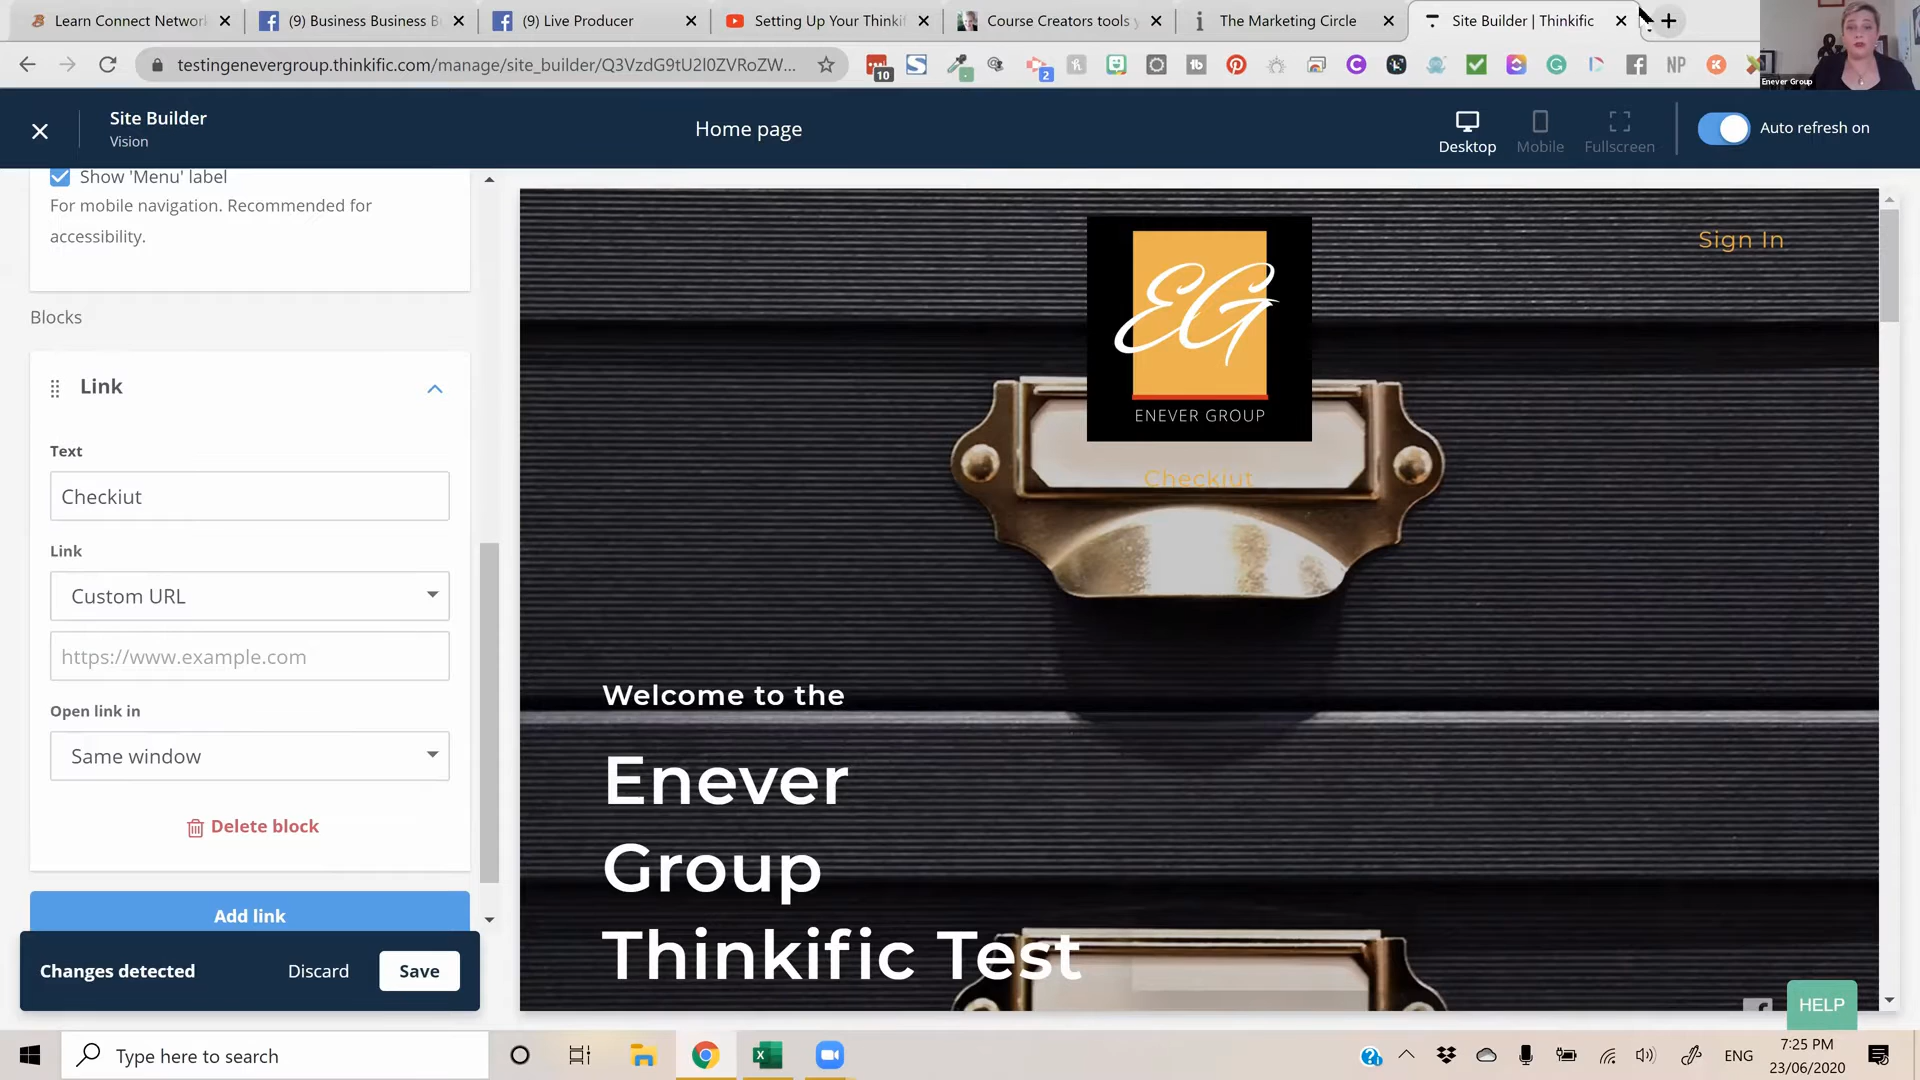 Learn Connect Network
(9) Business Business B
(9) Live Producer
Setting Up Your Thinkif
Course Creators tools y
The Marketing Circle
Site Builder | Thinkific
testingenevergroup.thinkific.com/manage/site_builder/Q3VzdG9tU2l0ZVRoZW...
10
2
NP
Enever Group
Site Builder
Vision
Home page
Desktop
Mobile
Fullscreen
Auto refresh on
Show 'Menu' label
For mobile navigation. Recommended for
accessibility.
Blocks
Link
Text
Checkiut
Link
Custom URL
https://www.example.com
Open link in
Same window
Delete block
Add link
Changes detected
Discard
Save
Sign In
EG
ENEVER GROUP
Checkiut
Welcome to the
Enever
Group
Thinkific Test
HELP
Type here to search
ENG
7:25 PM
23/06/2020